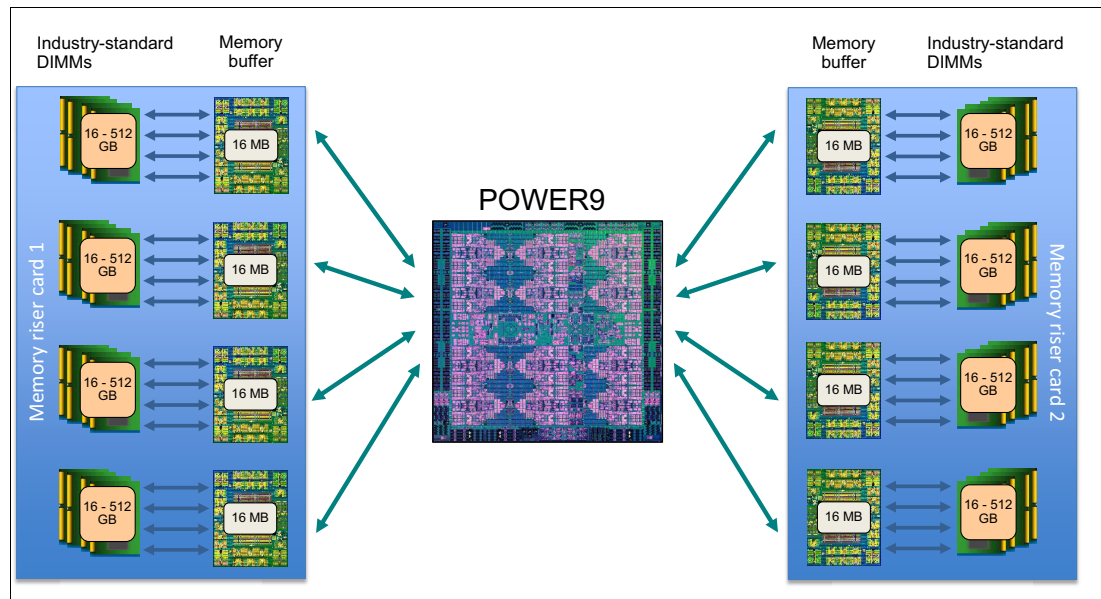 Industry-standard
DIMMs
Memory
buffer
Memory
buffer
Industry-standard
DIMMs
POWER9
Memory riser card 1
16 - 512
GB
16 MB
16 - 512
GB
16 MB
16 - 512
GB
16 MB
16 - 512
GB
16 MB
16 MB
16 - 512
GB
16 MB
16 - 512
GB
16 MB
16 - 512
GB
16 MB
16 - 512
GB
Memory riser card 2